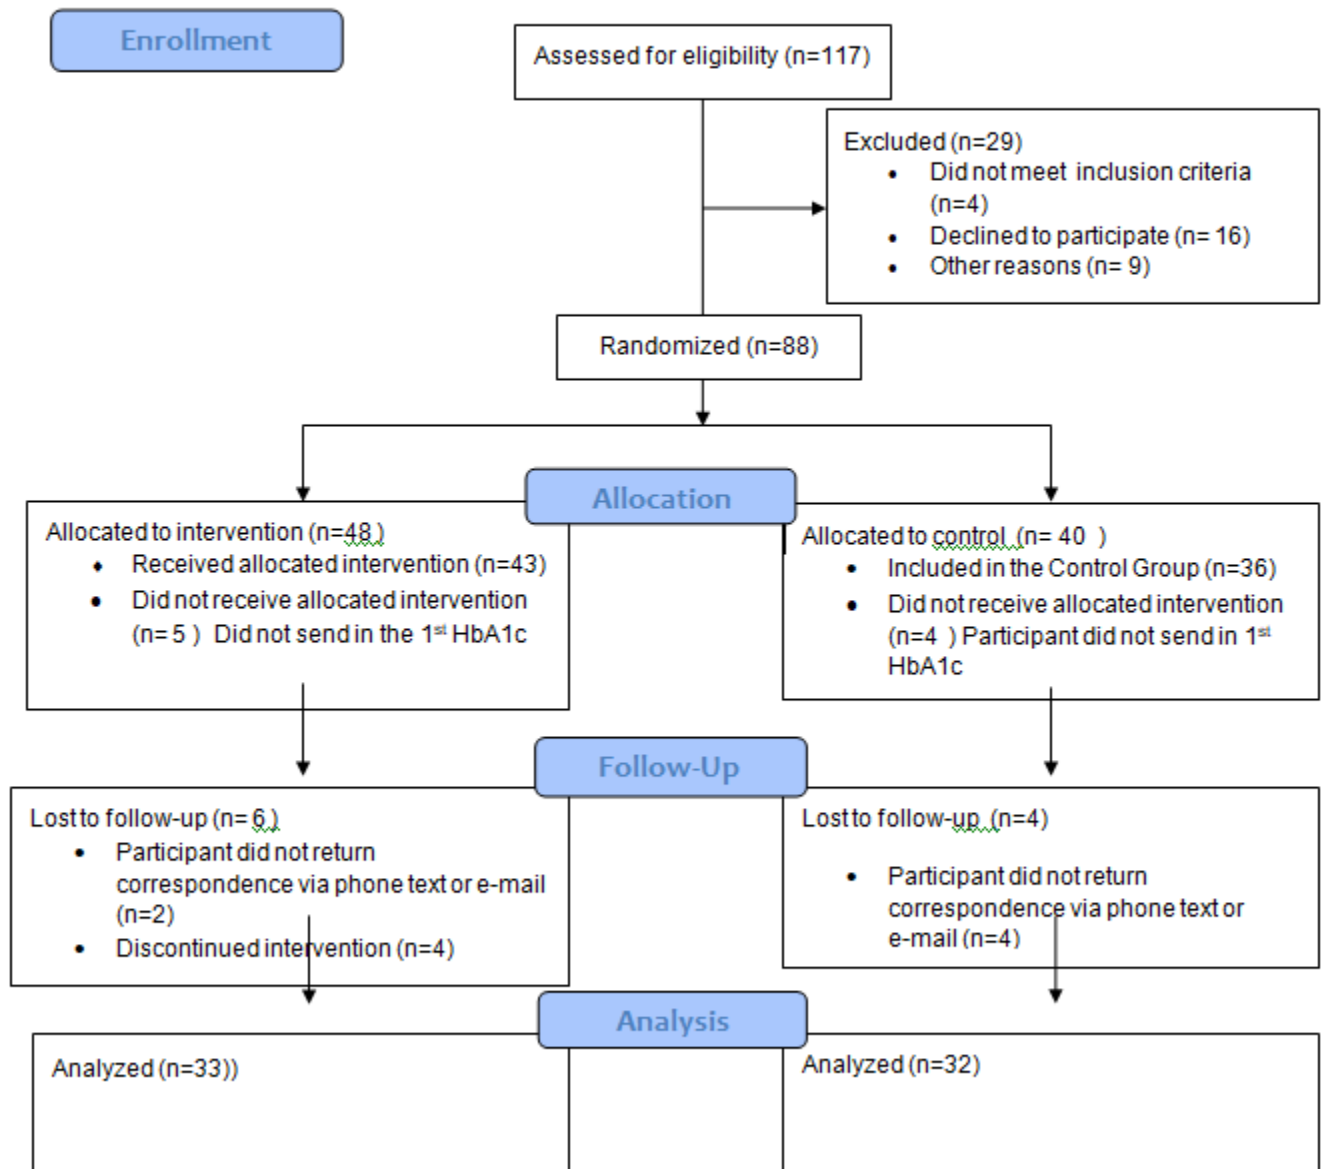 Enrollment
Assessed for eligibility (n=117)
Excluded (n=29)
• Did not meet inclusion criteria
(n=4)
• Declined to participate (n= 16)
• Other reasons (n= 9)
Randomized (n=88)
Allocation
Allocated to intervention (n=48 )
• Received allocated intervention (n=43)
• Did not receive allocated intervention
(n= 5 ) Did not send in the 1st HbA1c
Allocated to control (n= 40 )
• Included in the Control Group (n=36)
• Did not receive allocated intervention
(n=4 ) Participant did not send in 1st
HbA1c
Follow-Up
Lost to follow-up (n= 6 )
• Participant did not return
correspondence via phone text or e-mail
(n=2)
• Discontinued intervention (n=4)
Lost to follow-up (n=4)
• Participant did not return
correspondence via phone text or
e-mail (n=4)
Analysis
Analyzed (n=33))
Analyzed (n=32)